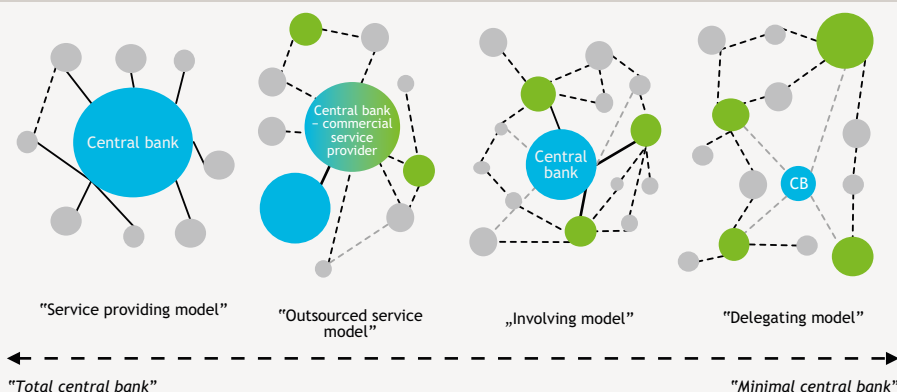 Central bank
Central bank
– commercial
service
provider
Central
bank
CB
“Service providing model”
“Outsourced service
model”
„Involving model”
“Delegating model”
“Total central bank”
“Minimal central bank”